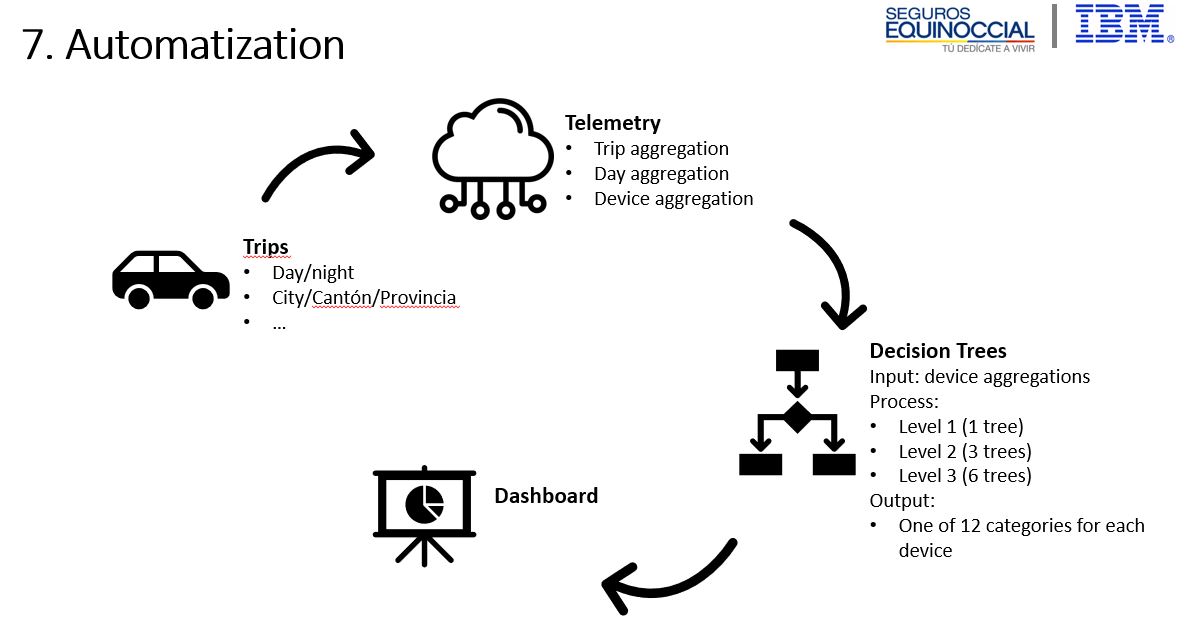 7. Automatization
SEGUROS
EQUINOCCIAL
TÚ DEDÍCATE A VIVIR
IBM®
Telemetry
• Trip aggregation
• Day aggregation
• Device aggregation
Trips
• Day/night
• City/Cantón/Provincia
• ...
Decision Trees
Input: device aggregations
Process:
• Level 1 (1 tree)
• Level 2 (3 trees)
• Level 3 (6 trees)
Output:
• One of 12 categories for each
device
Dashboard